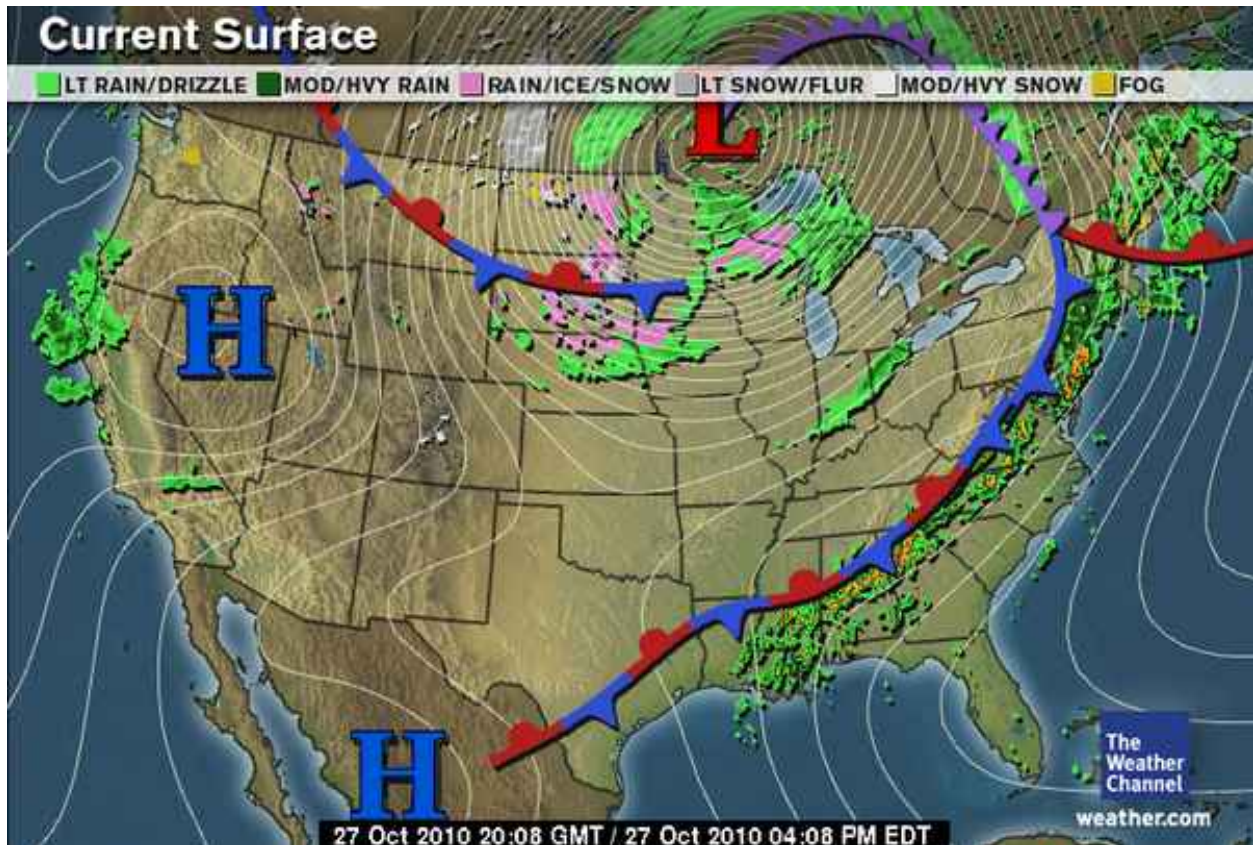 Current Surface
LT RAIN/DRIZZLE MOD/HVY RAIN RAIN/ICE/SNOW LT SNOW/FLUR MOD/HVY SNOW FOG
L
H
H
The
Weather
Channel
weather.com
27 Oct 2010 20:08 GMT / 27 Oct 2010 04:08 PM EDT